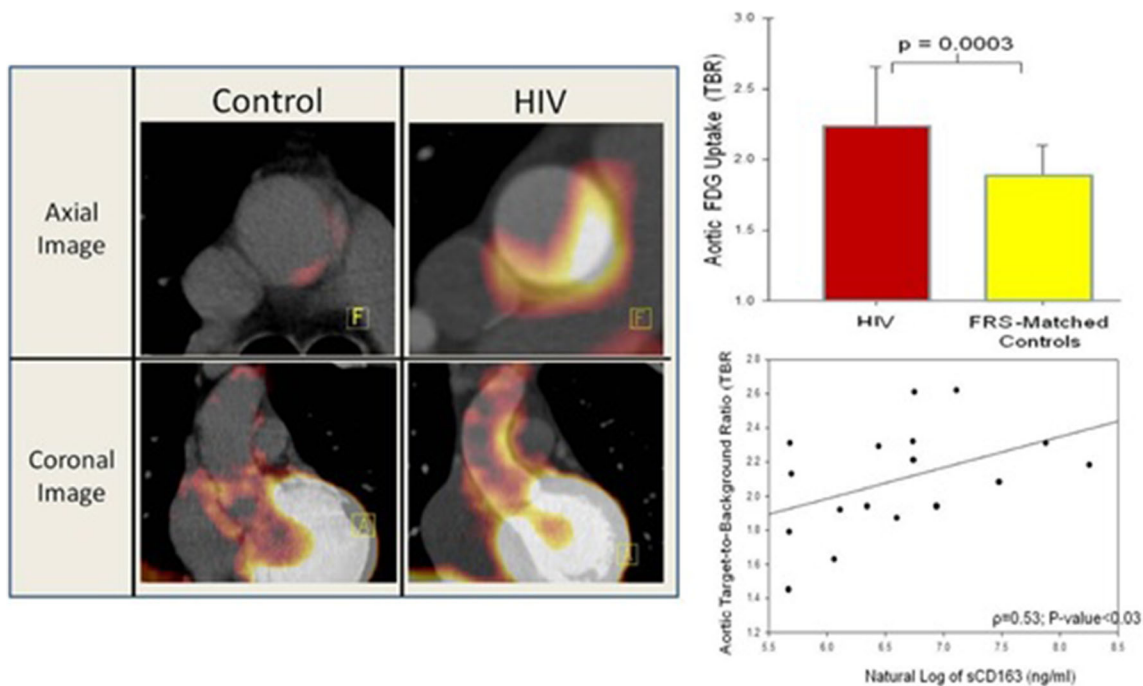 Control
HIV
Axial
Image
F
F
Coronal
Image
A
A
3.0
2.5
2.0
1.5
1.0
Aortic FDG Uptake (TBR)
p = 0.0003
HIV
FRS-Matched
Controls
2.8
2.6
2.4
2.2
2.0
1.8
1.6
1.4
1.2
Aortic Target-to-Background Ratio (TBR
ρ=0.53; P-value<0.03
5.5 6.0 6.5 7.0 7.5 8.0 8.5
Natural Log of sCD163 (ng/ml)